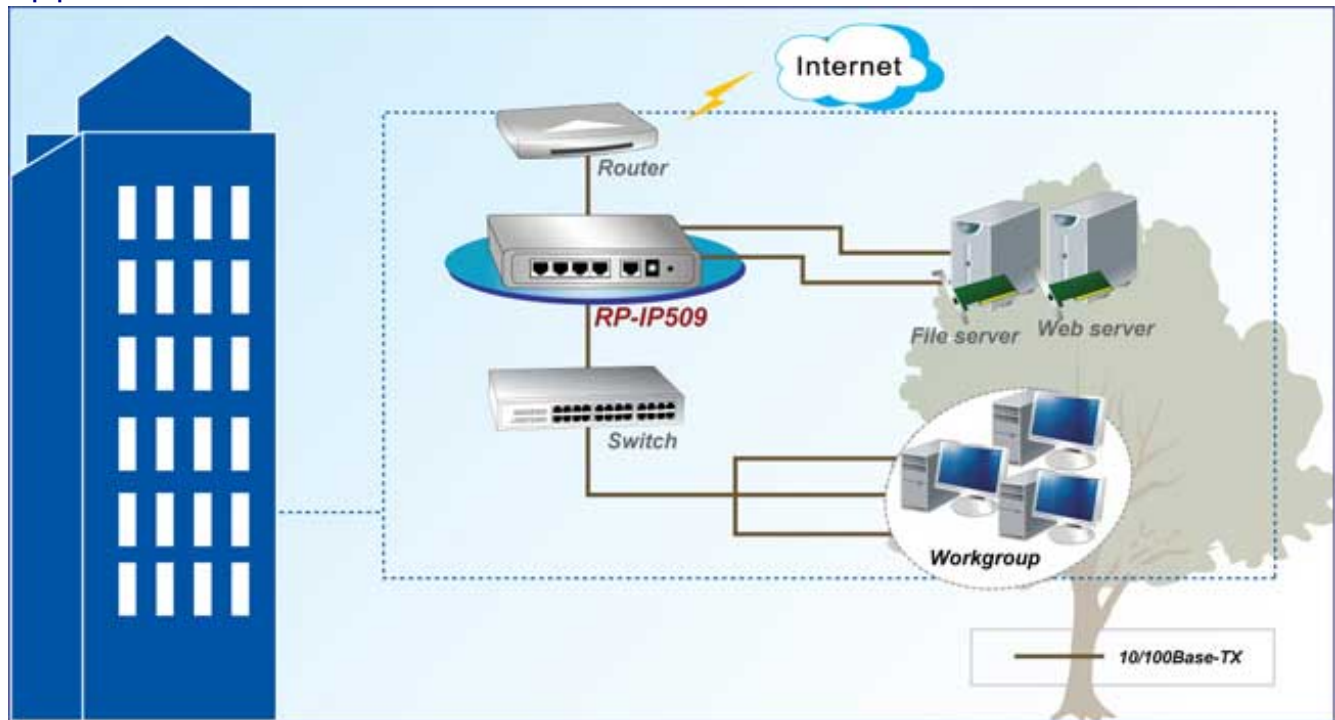 Internet
Router
RP-IP509
File server
Web server
Switch
Workgroup
10/100Base-TX